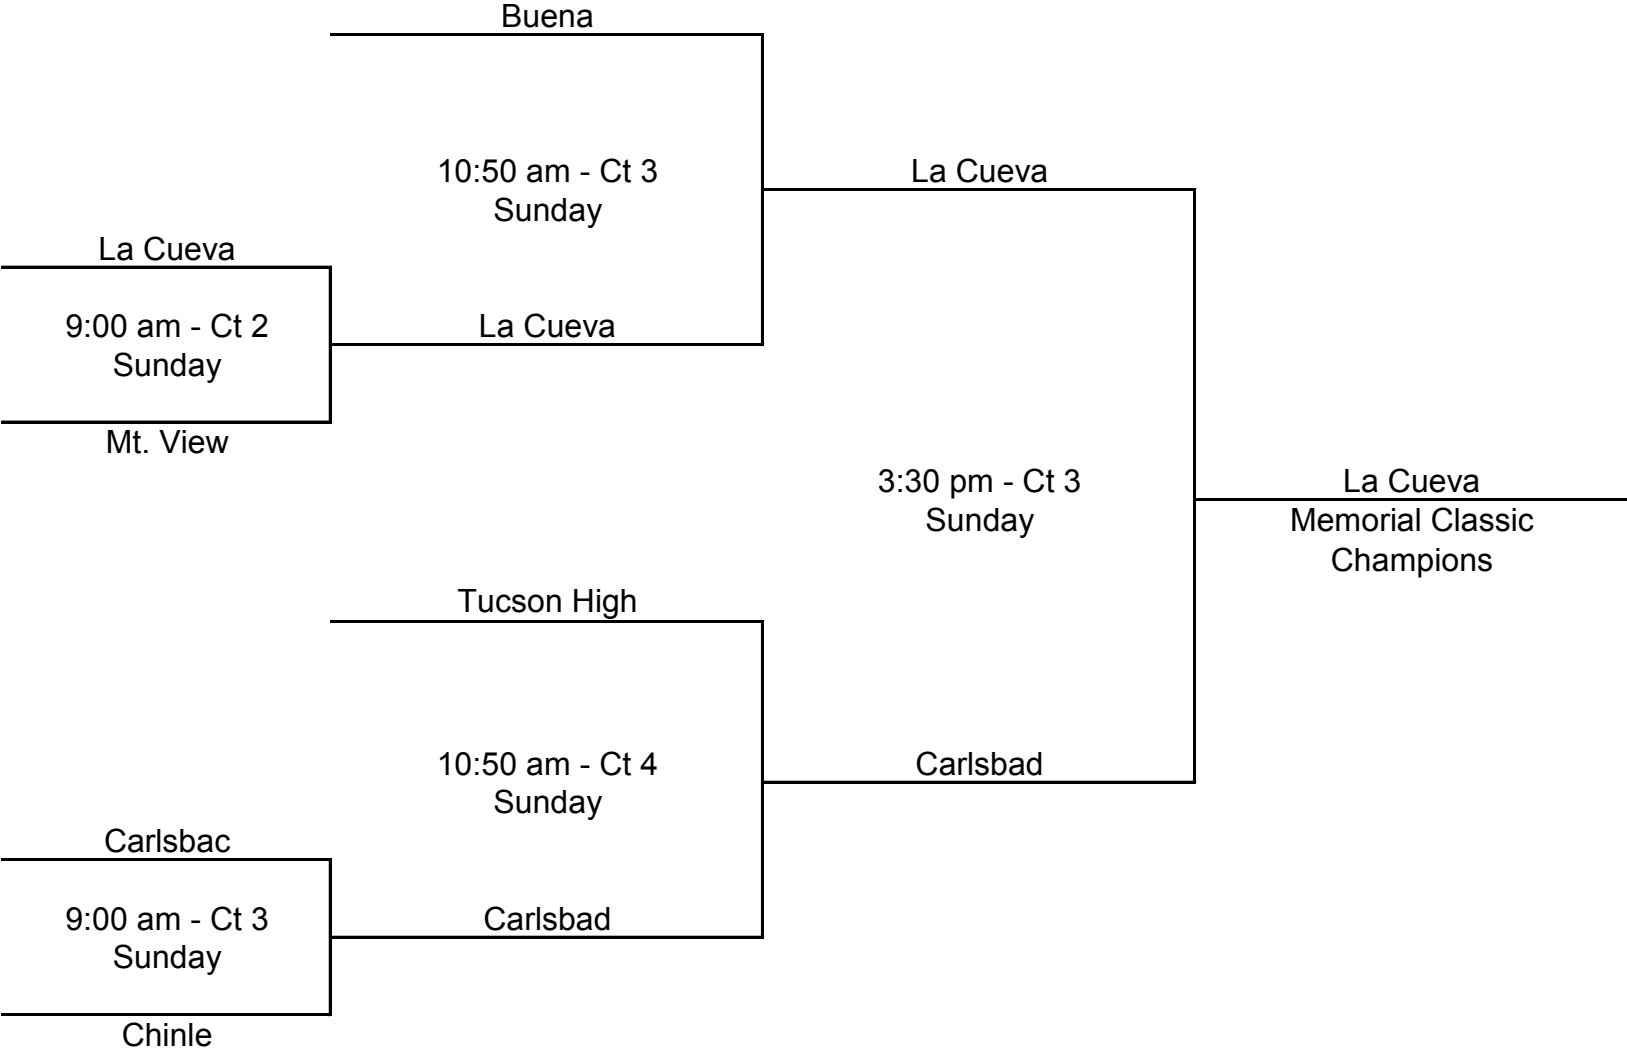 Buena
10:50 am - Ct 3
Sunday
La Cueva
La Cueva
9:00 am - Ct 2
Sunday
La Cueva
Mt. View
3:30 pm - Ct 3
Sunday
La Cueva
Memorial Classic
Champions
Tucson High
10:50 am - Ct 4
Sunday
Carlsbad
Carlsbac
9:00 am - Ct 3
Sunday
Carlsbad
Chinle